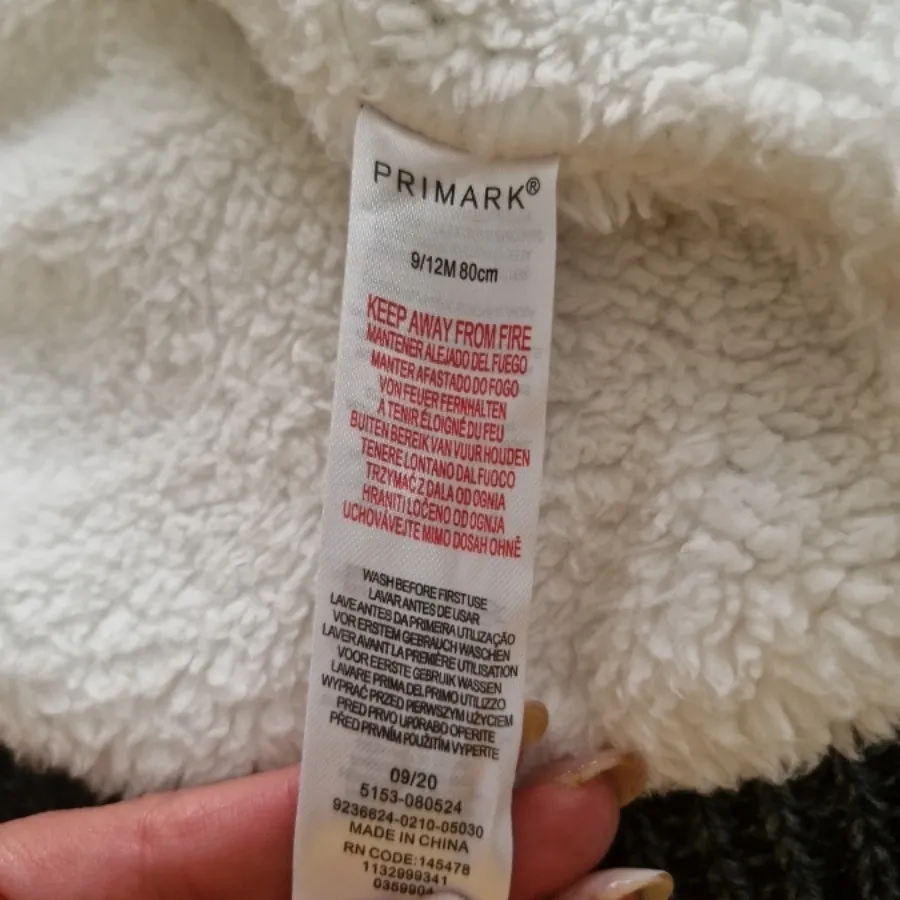 PRIMARK®
9/12M 80cm
KEEP AWAY FROM FIRE
MANTENER ALEJADO DEL FUEGO
MANTER AFASTADO DO FOGO
VON FEUER FERNHALTEN
À TENIR ÉLOIGNÉ DU FEU
BUITEN BEREIK VAN VUUR HOUDEN
TENERE LONTANO DAL FUOCO
TRZYMAĆ Z DALA OD OGNIA
HRANITI LOČENO OD OGNJA
UCHOVÁVEJTE MIMO DOSAH OHNĚ
WASH BEFORE FIRST USE
LAVAR ANTES DE USAR
LAVE ANTES DA PRIMEIRA UTILIZAÇÃO
VOR ERSTEM GEBRAUCH WASCHEN
LAVER AVANT LA PREMIÈRE UTILISATION
VOOR EERSTE GEBRUIK WASSEN
LAVARE PRIMA DEL PRIMO UTILIZZO
WYPRAĆ PRZED PIERWSZYM UŻYCIEM
PRED PRVO UPORABO OPERITE
PŘED PRVNÍM POUŽITÍM VYPERTE
09/20
5153-080524
9236624-0210-05030
MADE IN CHINA
RN CODE:145478
1132999341
0359904